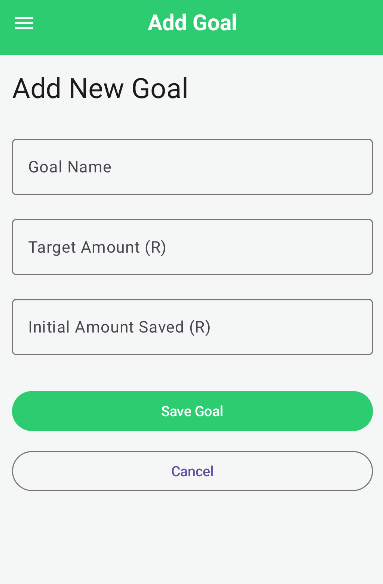 Add Goal
Add New Goal
Goal Name
Target Amount (R)
Initial Amount Saved (R)
Save Goal
Cancel